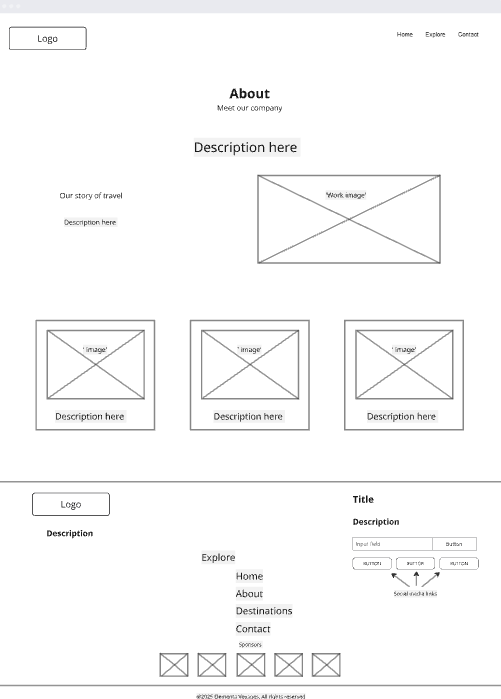 Logo
Home Explore Contact
About
Meet our company
Description here
Our story of travel
Description here
'Work image'
' image'
' image'
' image'
Description here
Description here
Description here
Logo
Description
Title
Description
Input field
Button
BUTTON BUTTON BUTTON
Social media links
Explore
Home
About
Destinations
Contact
Sponsors
@2025 Elementa Voyages, All rights reserved